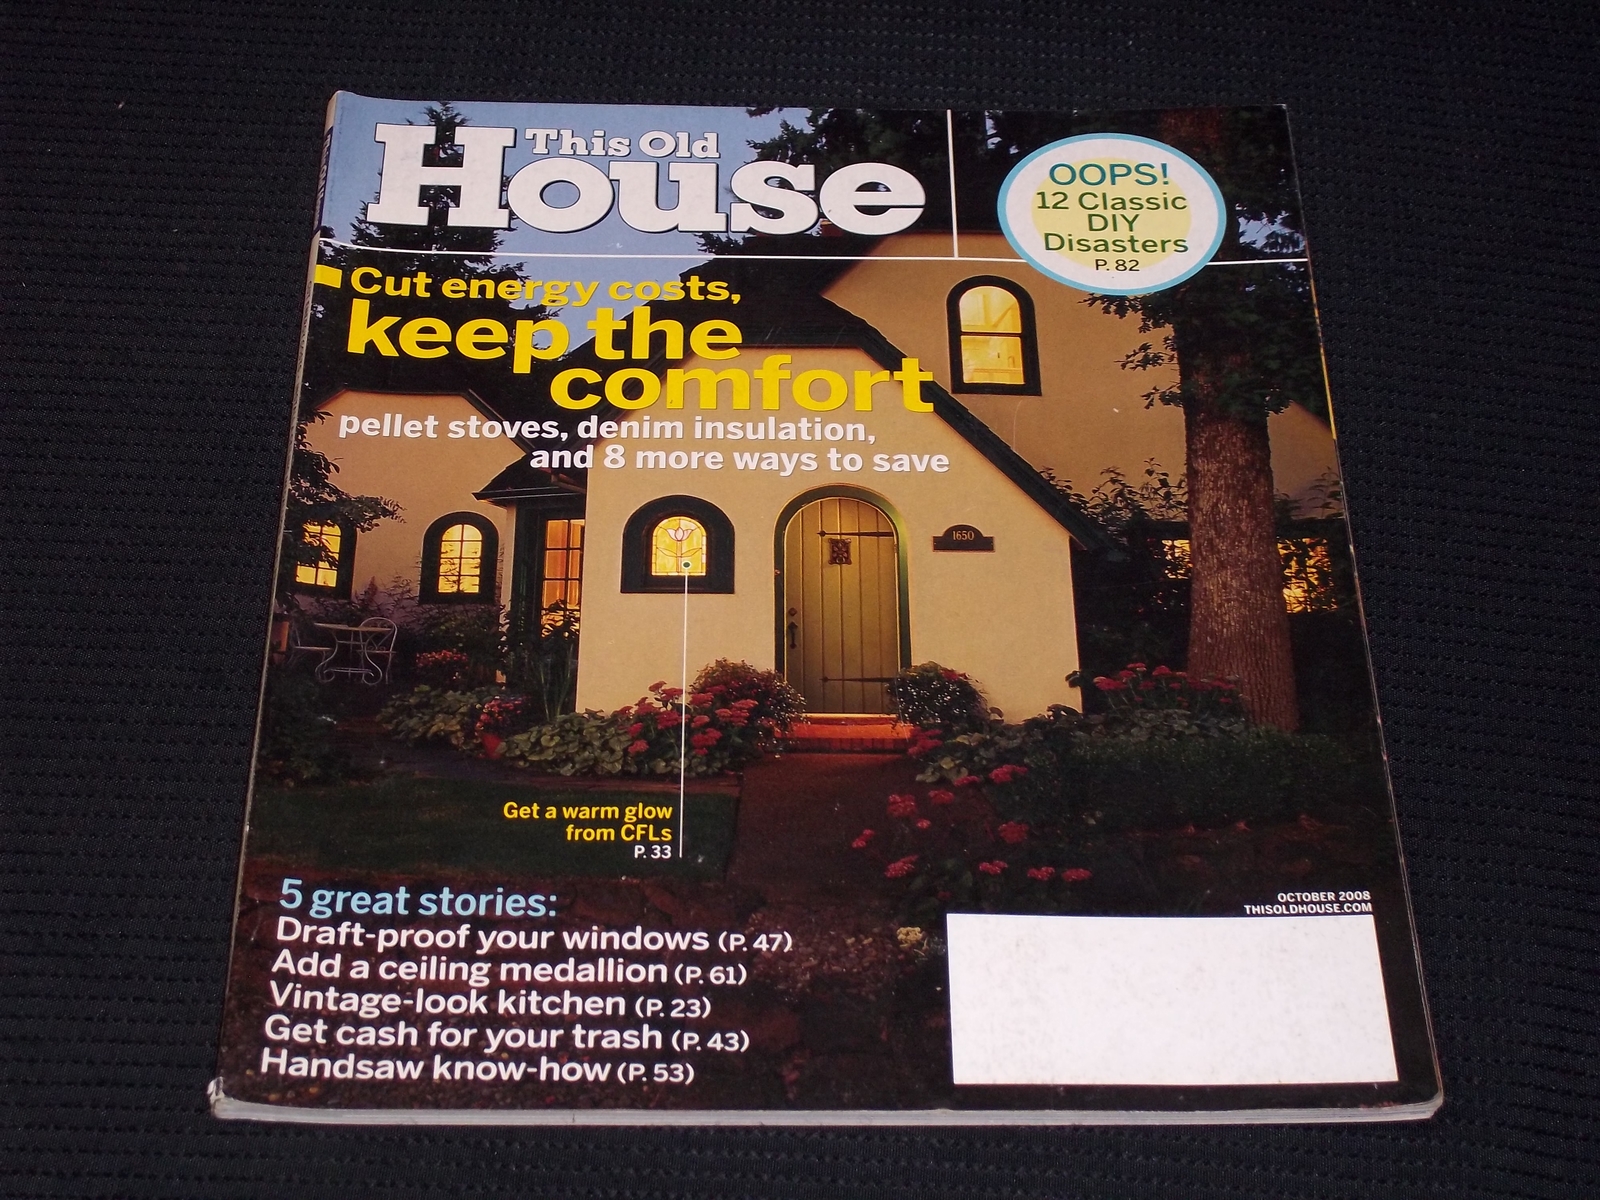 This Old
House
OOPS!
12 Classic
DIY
Disasters
P. 82
Cut energy costs,
keep the
comfort
pellet stoves, denim insulation,
and 8 more ways to save
1650
Get a warm glow
from CFLs
P. 33
5 great stories:
Draft-proof your windows (P. 47)
Add a ceiling medallion (P. 61)
Vintage-look kitchen (P. 23)
Get cash for your trash (P. 43)
Handsaw know-how (P. 53)
OCTOBER 2008
THISOLDHOUSE.COM